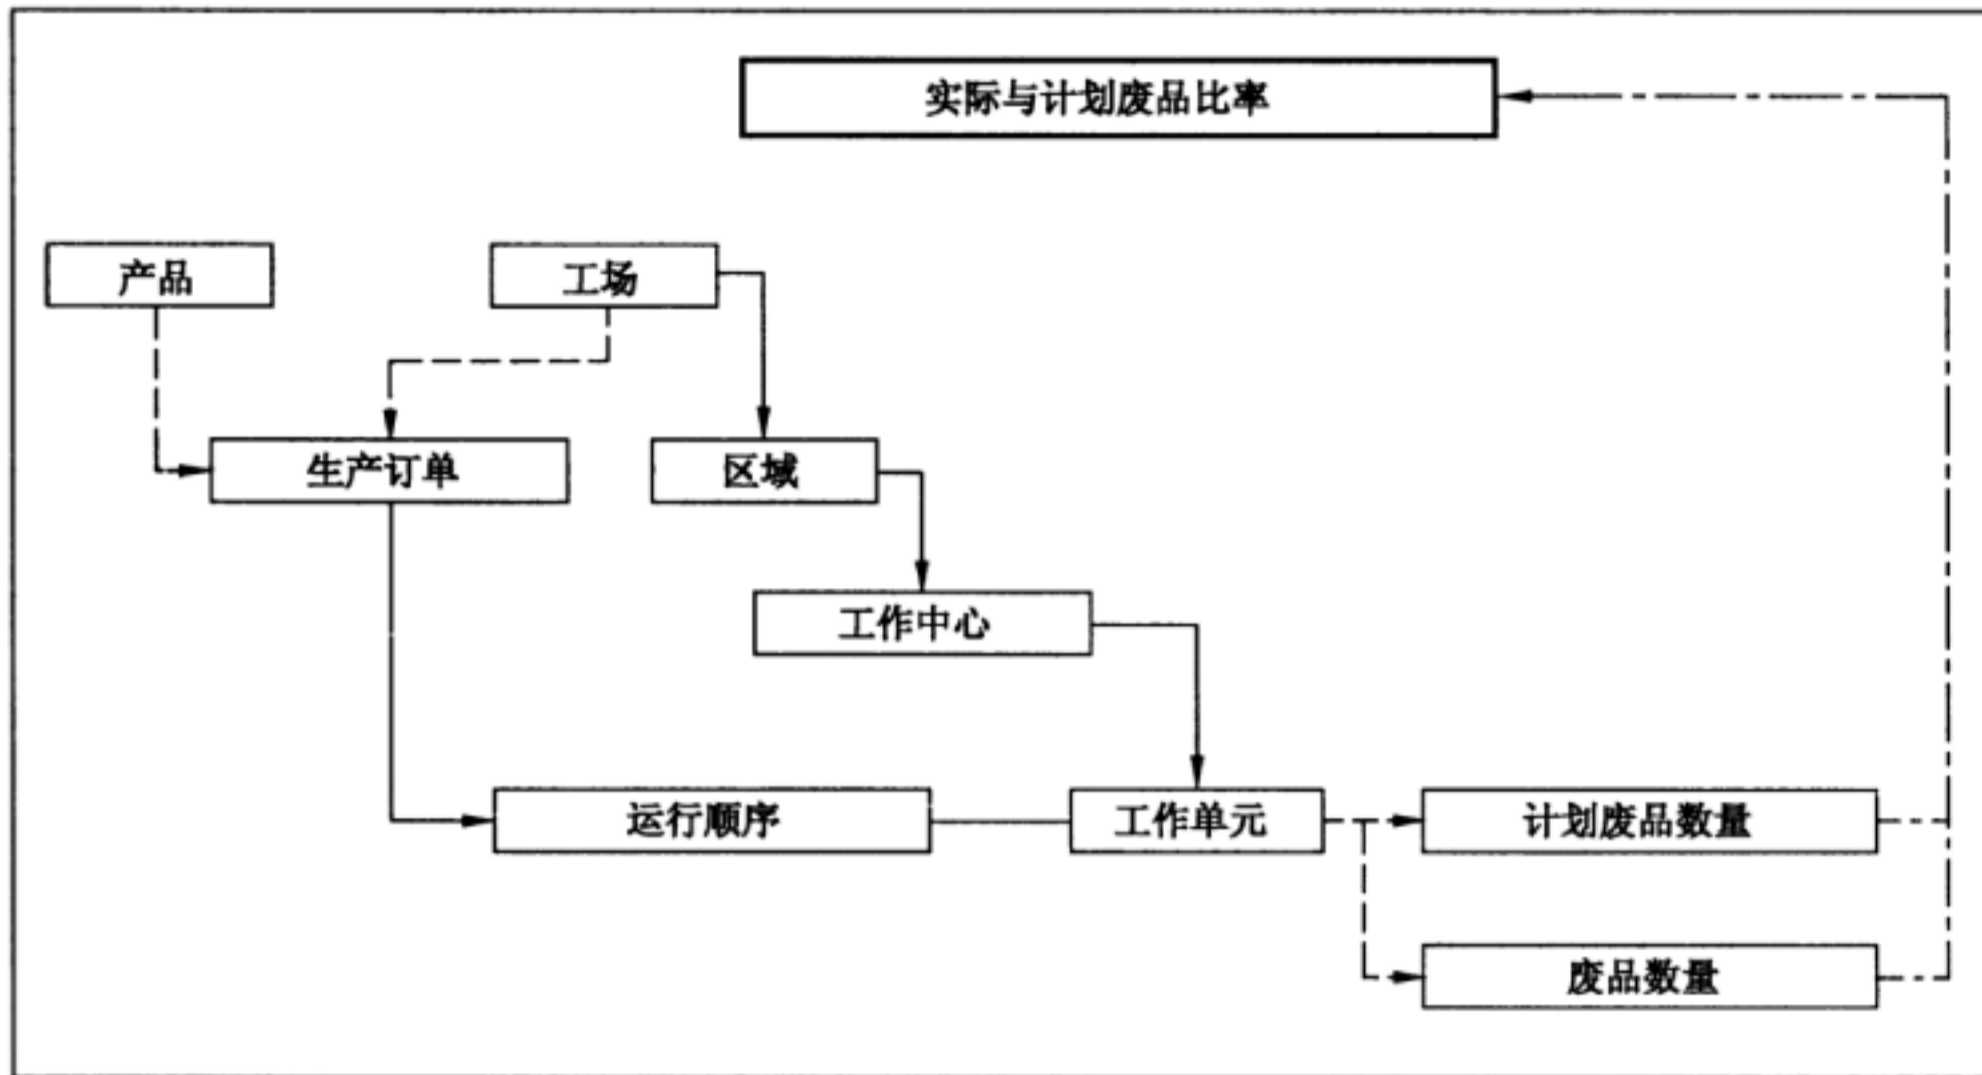 实际与计划废品比率
产品
工场
生产订单
区域
工作中心
运行顺序
工作单元
计划废品数量
废品数量